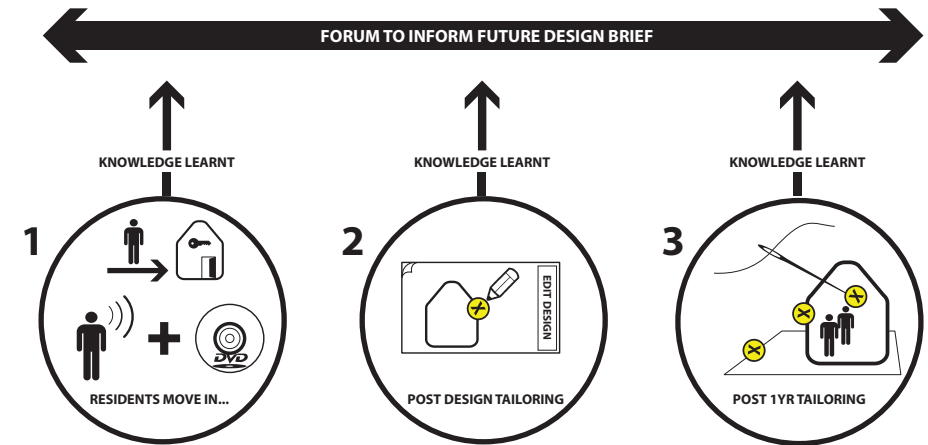 FORUM TO INFORM FUTURE DESIGN BRIEF
KNOWLEDGE LEARNT
KNOWLEDGE LEARNT
KNOWLEDGE LEARNT
1
DVD
RESIDENTS MOVE IN...
2
EDIT DESIGN
POST DESIGN TAILORING
3
POST 1YR TAILORING